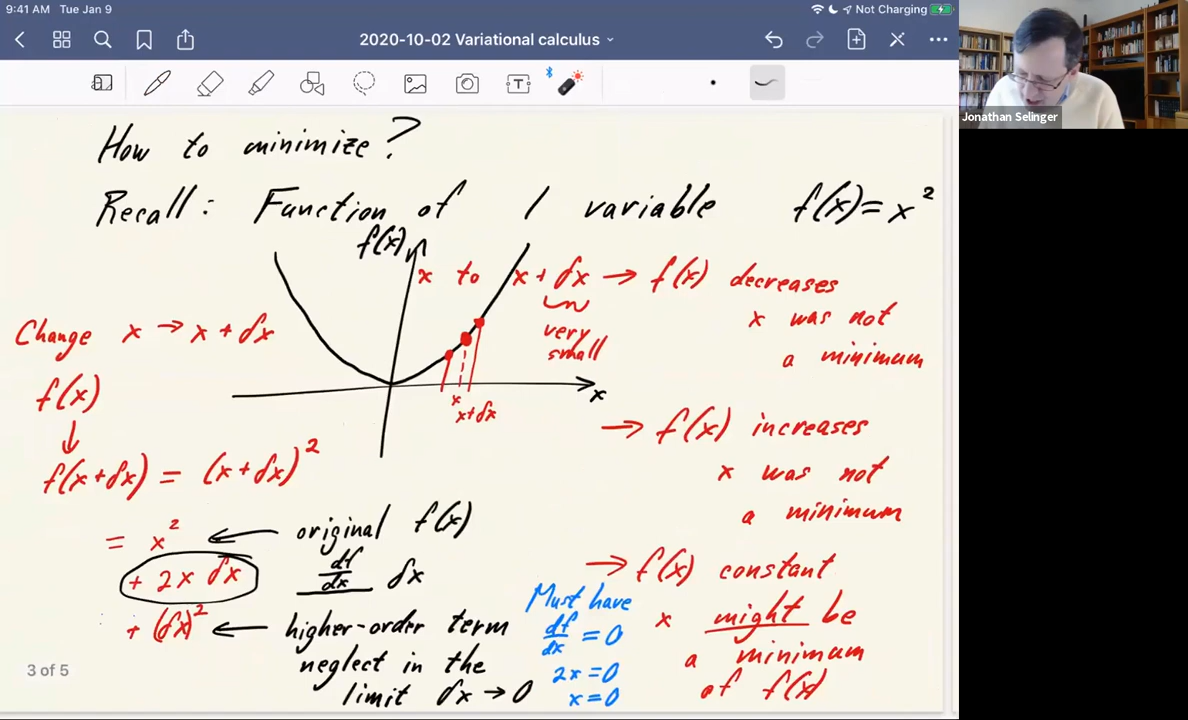 9:41 AM Tue Jan 9
Not Charging
2020-10-02 Variational calculus
Jonathan Selinger
How to minimize?
Recall: Function of 1 variable f(x) = x²
f(x)
x to x + δx → f(x) decreases
very
small
x was not
a minimum
Change x → x + δx
x
x
x+δx
f(x)
↓
f(x+δx) = (x+δx)²
→ f(x) increases
x was not
a minimum
= x² ← original f(x)
+ 2x δx df/dx δx
+ (δx)² ← higher-order term
neglect in the
limit δx → 0
Must have
df/dx = 0
2x = 0
x = 0
→ f(x) constant
x might be
a minimum
of f(x)
3 of 5